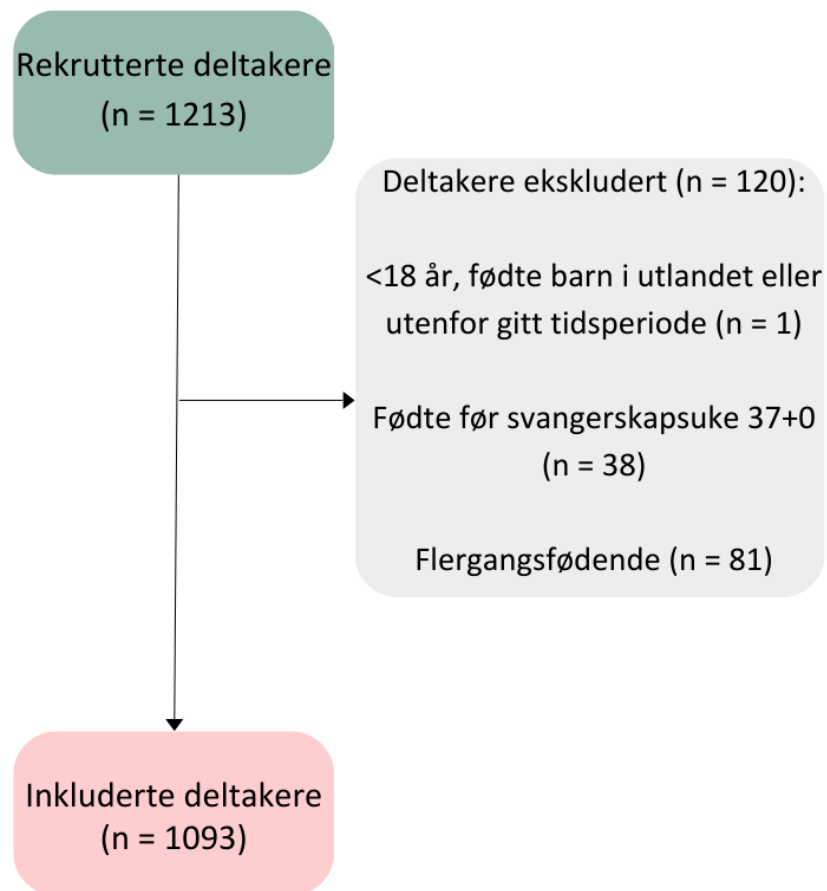 Rekrutterte deltakere
(n = 1213)
Deltakere ekskludert (n = 120):
<18 år, fødte barn i utlandet eller
utenfor gitt tidsperiode (n = 1)
Fødte før svangerskapsuke 37+0
(n = 38)
Flergangsfødende (n = 81)
Inkluderte deltakere
(n = 1093)